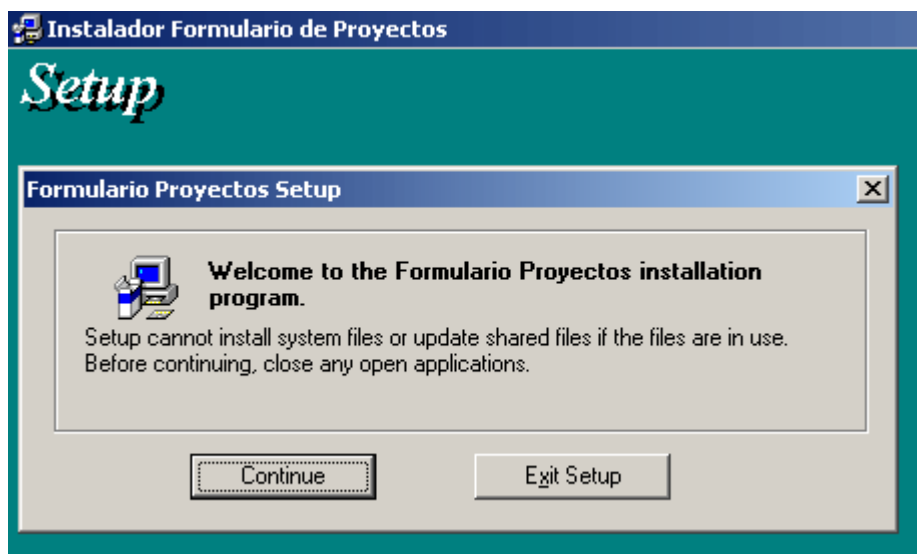 Instalador Formulario de Proyectos
Setup
Formulario Proyectos Setup
Welcome to the Formulario Proyectos installation
program.
Setup cannot install system files or update shared files if the files are in use.
Before continuing, close any open applications.
Continue
Exit Setup